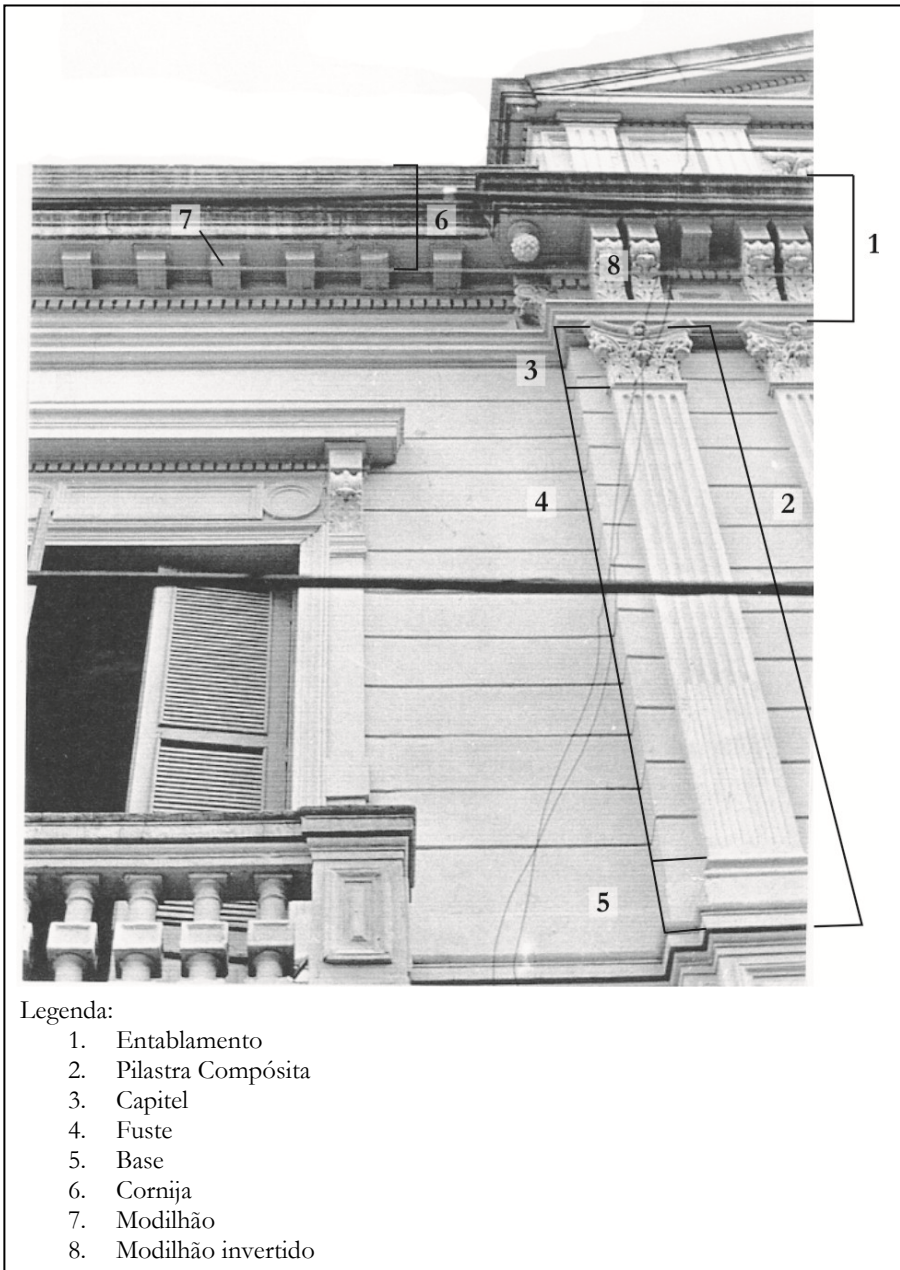 1
6
7
8
3
4
2
5
Legenda:
1. Entablamento
2. Pilastra Compósita
3. Capitel
4. Fuste
5. Base
6. Cornija
7. Modilhão
8. Modilhão invertido